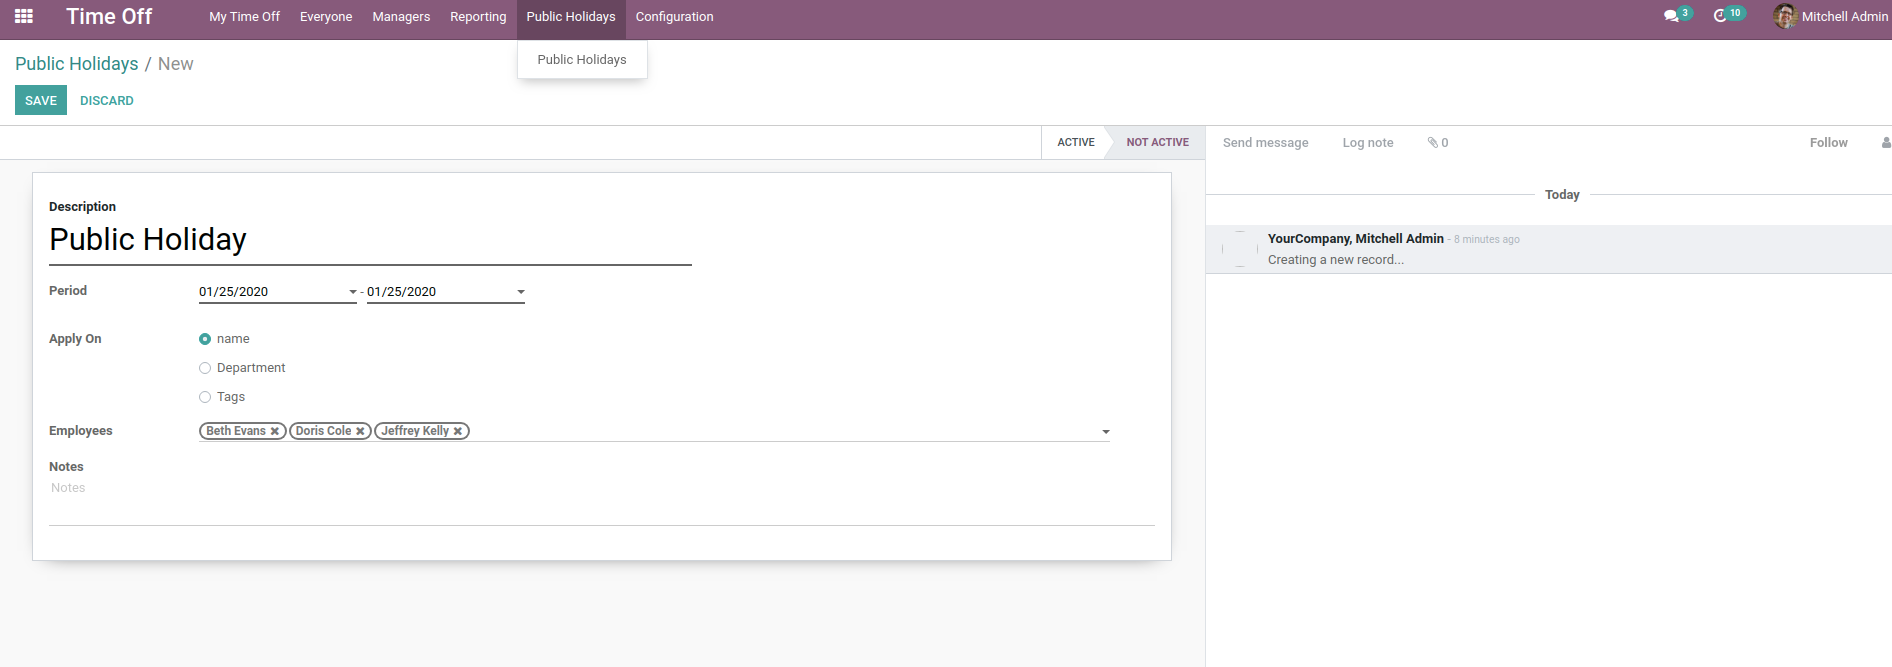 Time Off My Time Off Everyone Managers Reporting Public Holidays Configuration 3 10 Mitchell Admin
Public Holidays
Public Holidays / New
SAVE DISCARD
ACTIVE NOT ACTIVE
Send message Log note 0 Follow
Description
Public Holiday
Period 01/25/2020 - 01/25/2020
Apply On name
Department
Tags
Employees Beth Evans ✖ Doris Cole ✖ Jeffrey Kelly ✖
Notes
Notes
Today
YourCompany, Mitchell Admin - 8 minutes ago
Creating a new record...